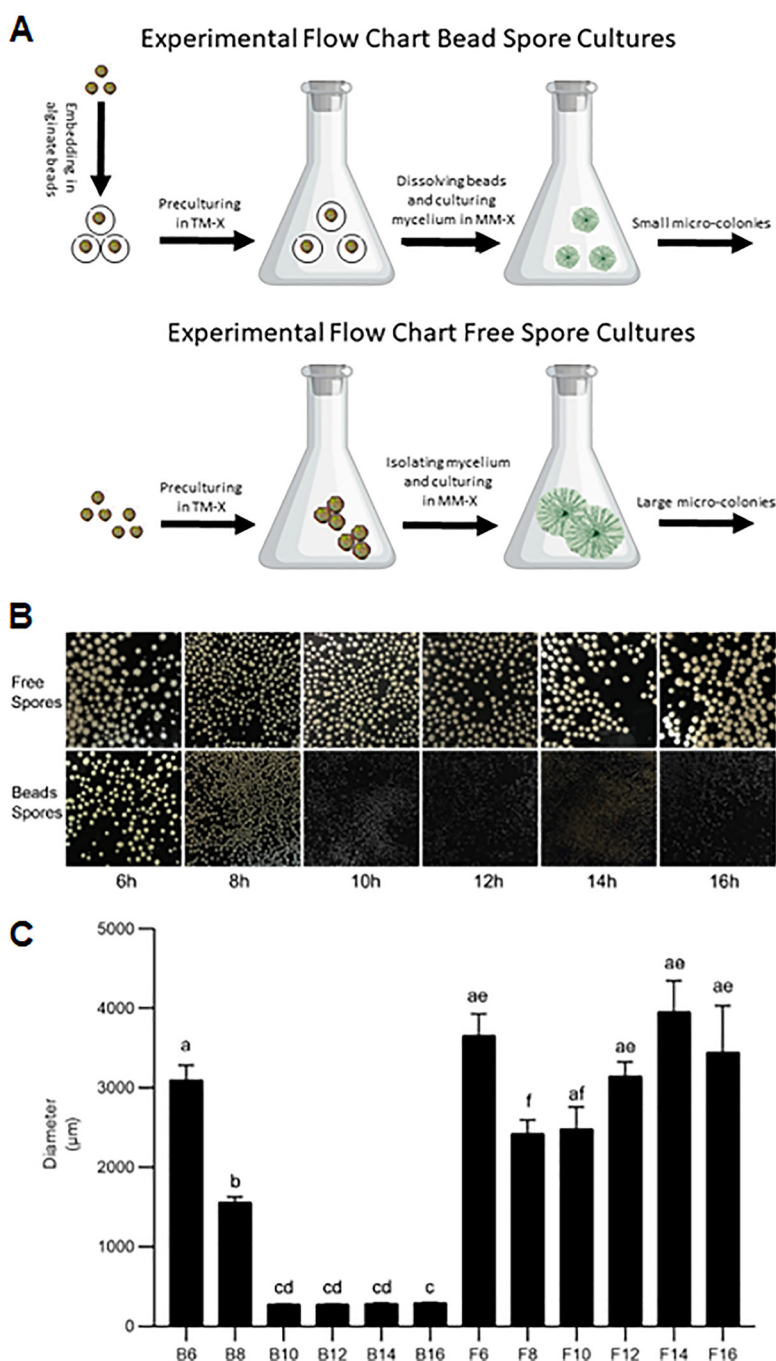 A
Experimental Flow Chart Bead Spore Cultures
Embedding in
alginate beads
Preculturing
in TM-X
Dissolving beads
and culturing
mycelium in MM-X
Small micro-colonies
Experimental Flow Chart Free Spore Cultures
Preculturing
in TM-X
Isolating mycelium
and culturing
in MM-X
Large micro-colonies
B
Free
Spores
Beads
Spores
6h 8h 10h 12h 14h 16h
C
Diameter
(µm)
5000
4000
3000
2000
1000
0
a b cd cd cd c ae f af ae ae ae
B6 B8 B10 B12 B14 B16 F6 F8 F10 F12 F14 F16